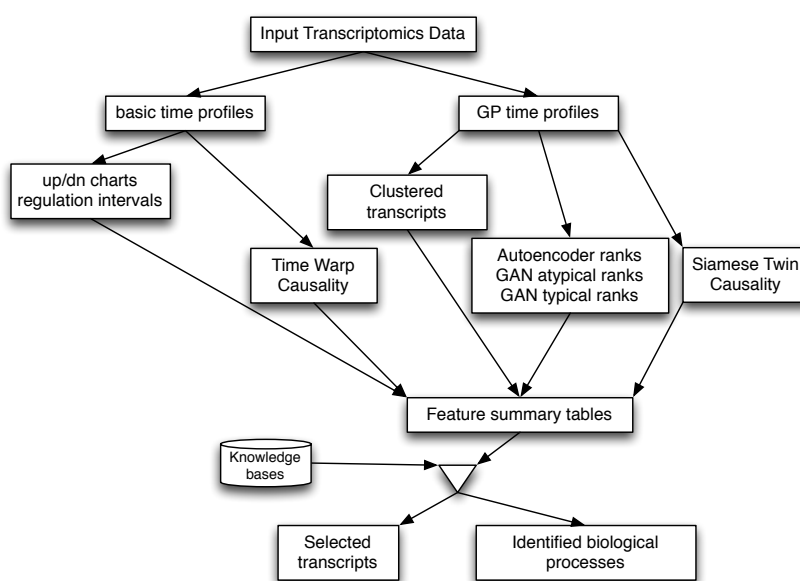 Input Transcriptomics Data
basic time profiles
GP time profiles
up/dn charts
regulation intervals
Clustered
transcripts
Time Warp
Causality
Autoencoder ranks
GAN atypical ranks
GAN typical ranks
Siamese Twin
Causality
Feature summary tables
Knowledge
bases
Selected
transcripts
Identified biological
processes